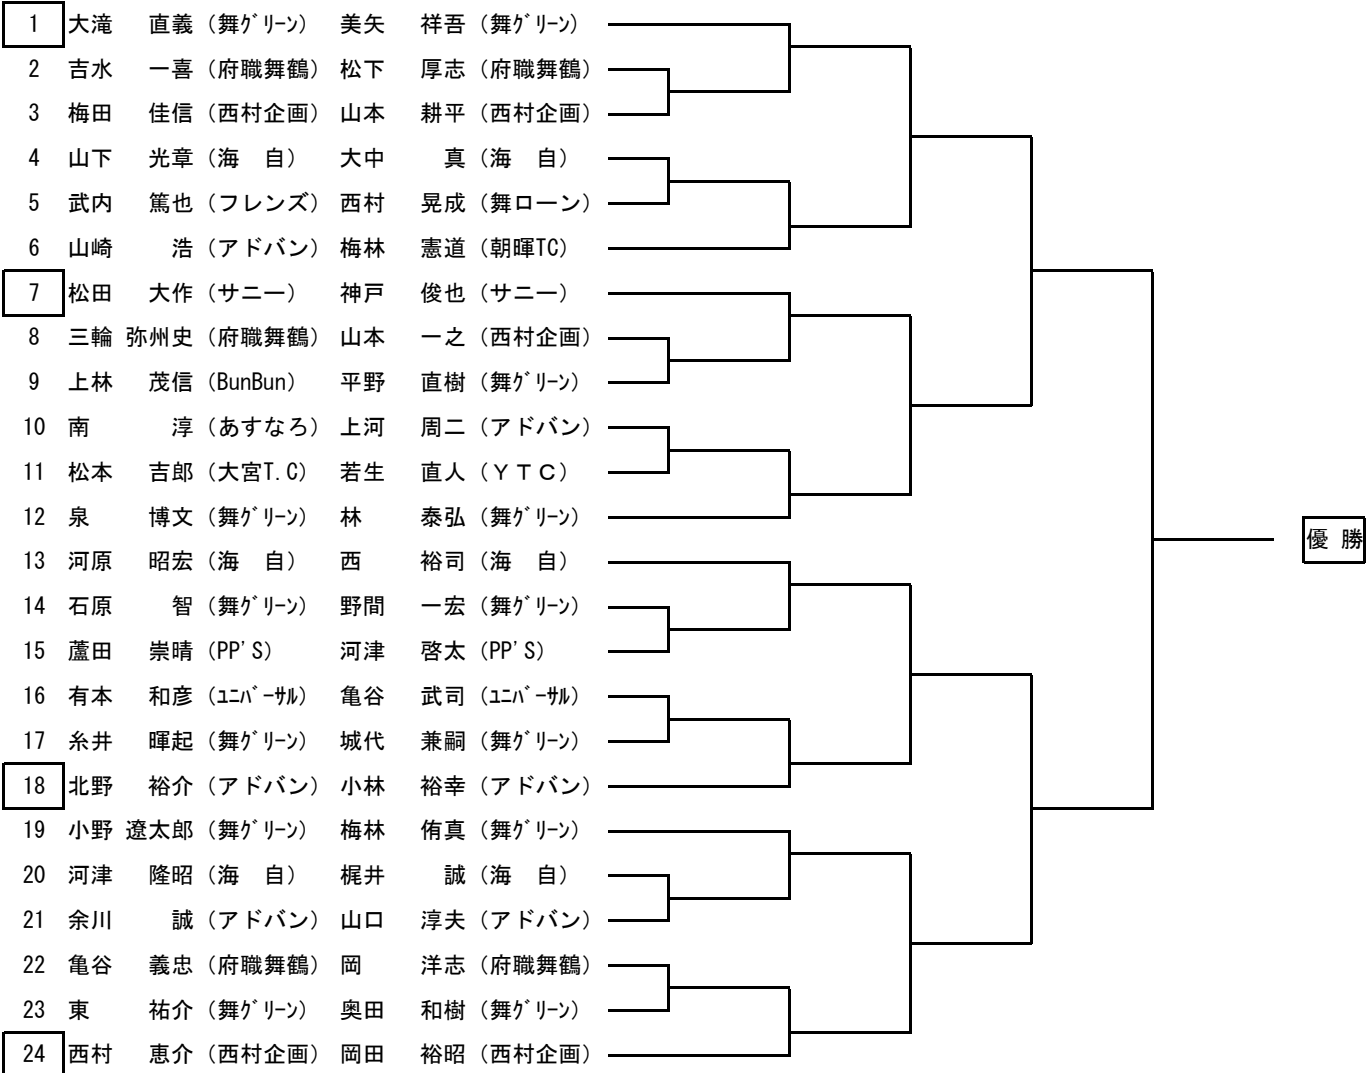 1 大滝 直義 (舞ｸﾞﾘｰﾝ) 美矢 祥吾 (舞ｸﾞﾘｰﾝ)
2 吉水 一喜 (府職舞鶴) 松下 厚志 (府職舞鶴)
3 梅田 佳信 (西村企画) 山本 耕平 (西村企画)
4 山下 光章 (海 自) 大中 真 (海 自)
5 武内 篤也 (フレンズ) 西村 晃成 (舞ローン)
6 山崎 浩 (アドバン) 梅林 憲道 (朝暉TC)
7 松田 大作 (サニー) 神戸 俊也 (サニー)
8 三輪 弥州史 (府職舞鶴) 山本 一之 (西村企画)
9 上林 茂信 (BunBun) 平野 直樹 (舞ｸﾞﾘｰﾝ)
10 南 淳 (あすなろ) 上河 周二 (アドバン)
11 松本 吉郎 (大宮T.C) 若生 直人 (ＹＴＣ)
12 泉 博文 (舞ｸﾞﾘｰﾝ) 林 泰弘 (舞ｸﾞﾘｰﾝ)
優 勝
13 河原 昭宏 (海 自) 西 裕司 (海 自)
14 石原 智 (舞ｸﾞﾘｰﾝ) 野間 一宏 (舞ｸﾞﾘｰﾝ)
15 蘆田 崇晴 (PP'S) 河津 啓太 (PP'S)
16 有本 和彦 (ﾕﾆﾊﾞｰｻﾙ) 亀谷 武司 (ﾕﾆﾊﾞｰｻﾙ)
17 糸井 暉起 (舞ｸﾞﾘｰﾝ) 城代 兼嗣 (舞ｸﾞﾘｰﾝ)
18 北野 裕介 (アドバン) 小林 裕幸 (アドバン)
19 小野 遼太郎 (舞ｸﾞﾘｰﾝ) 梅林 侑真 (舞ｸﾞﾘｰﾝ)
20 河津 隆昭 (海 自) 梶井 誠 (海 自)
21 余川 誠 (アドバン) 山口 淳夫 (アドバン)
22 亀谷 義忠 (府職舞鶴) 岡 洋志 (府職舞鶴)
23 東 祐介 (舞ｸﾞﾘｰﾝ) 奥田 和樹 (舞ｸﾞﾘｰﾝ)
24 西村 恵介 (西村企画) 岡田 裕昭 (西村企画)